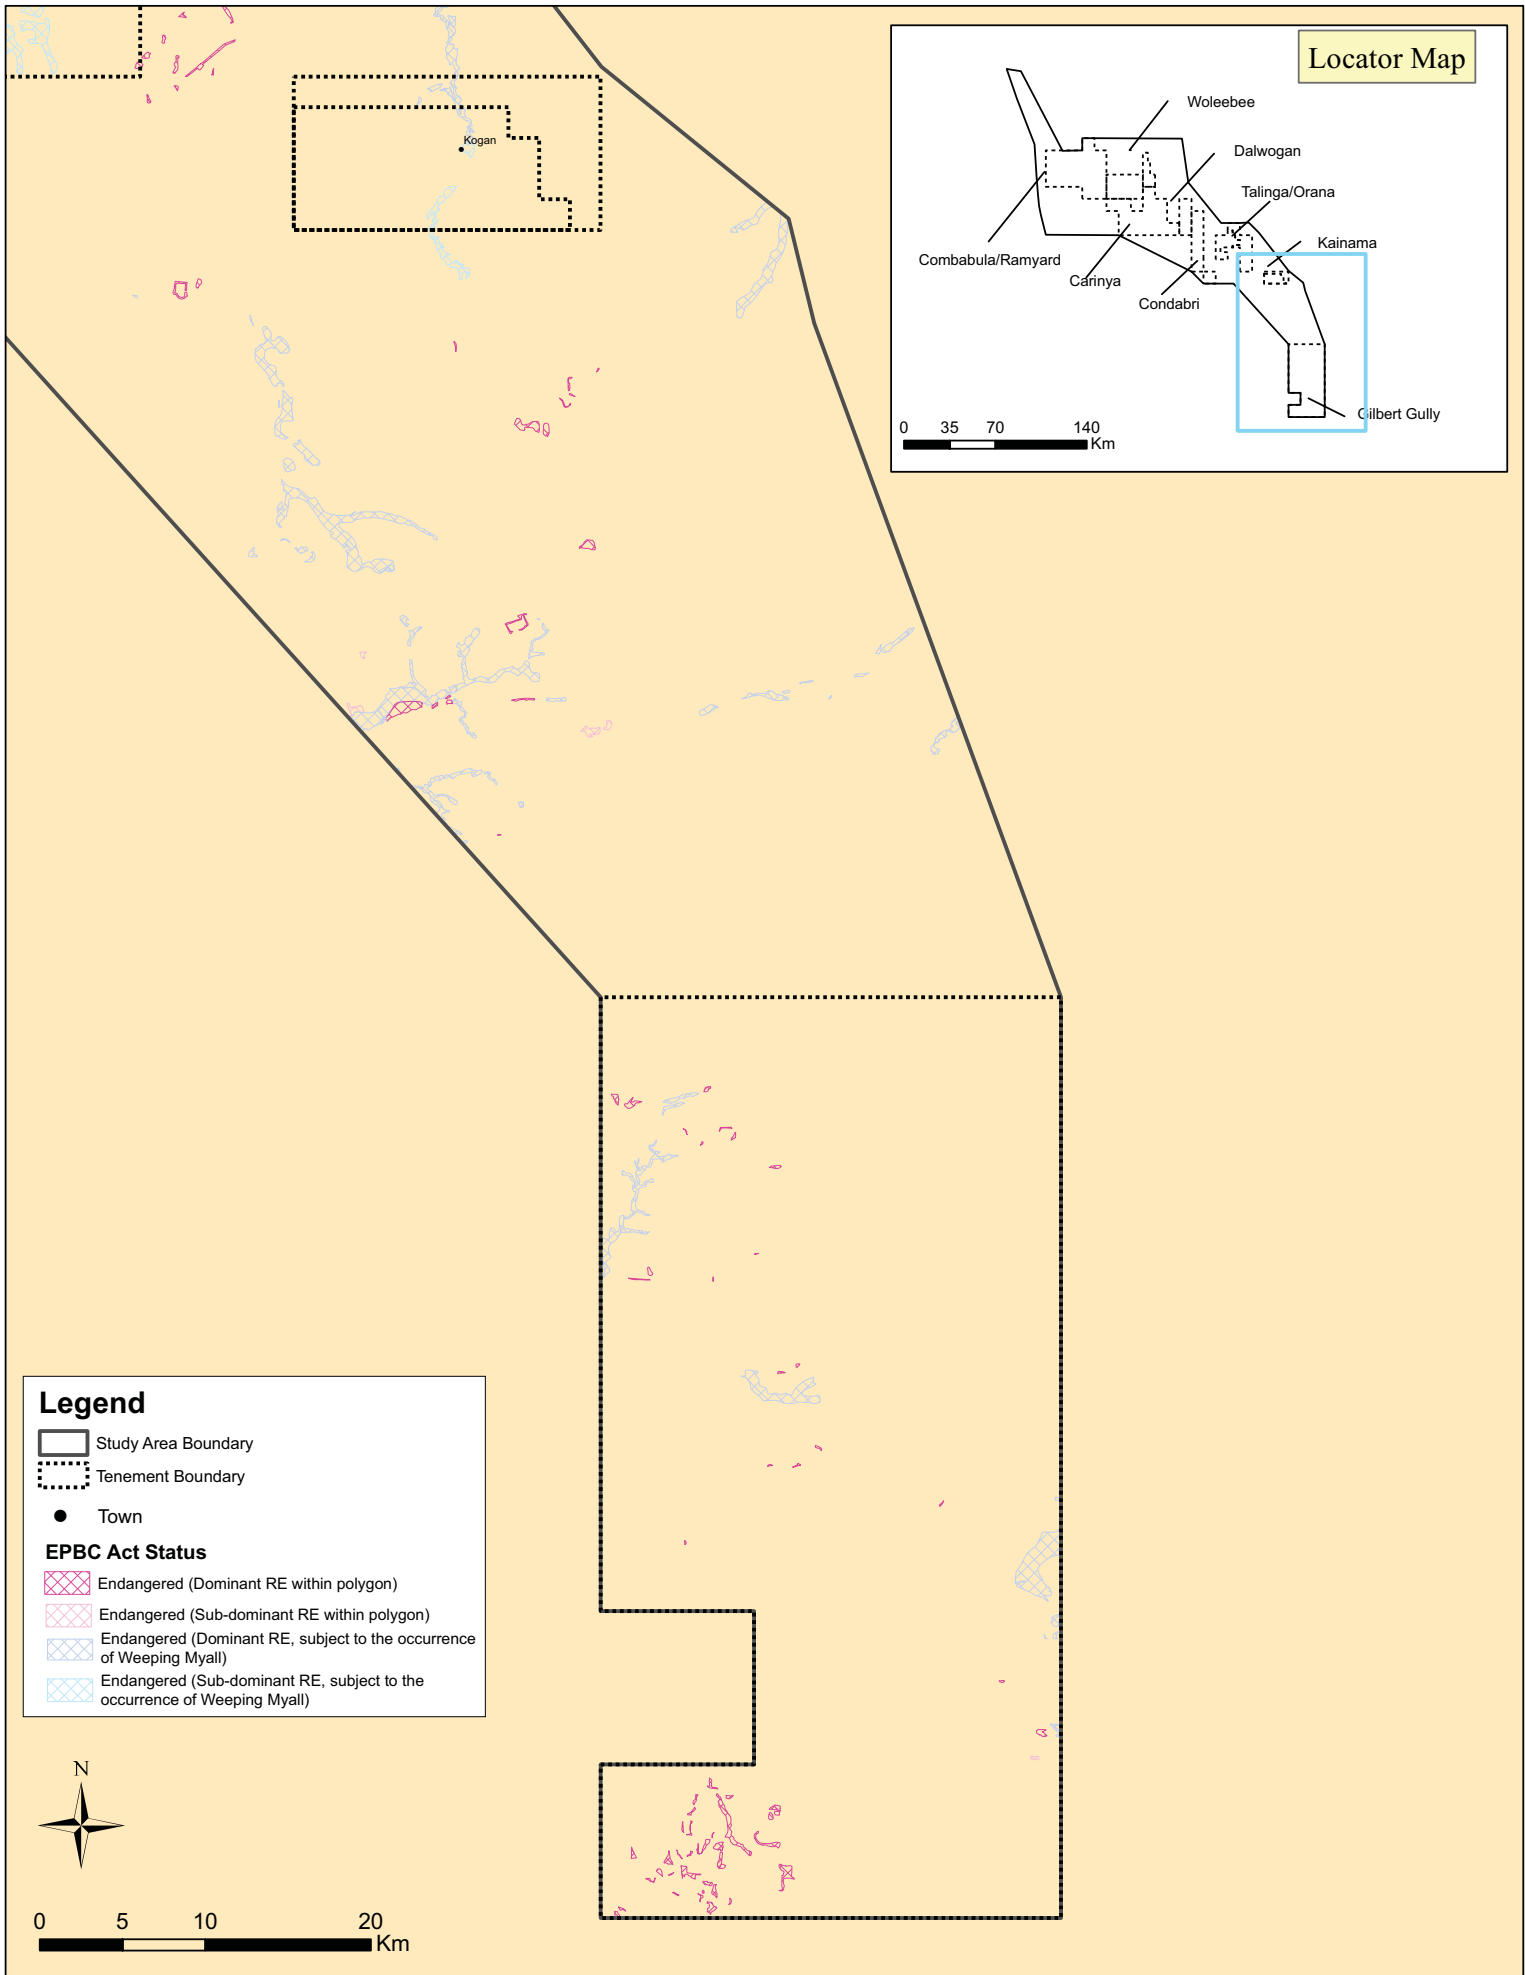 Locator Map
Woleebee
Dalwogan
Talinga/Orana
Kainama
Combabula/Ramyard
Carinya
Condabri
Gilbert Gully
0 35 70 140
Km
Kogan
Legend
Study Area Boundary
Tenement Boundary
Town
EPBC Act Status
Endangered (Dominant RE within polygon)
Endangered (Sub-dominant RE within polygon)
Endangered (Dominant RE, subject to the occurrence
of Weeping Myall)
Endangered (Sub-dominant RE, subject to the
occurrence of Weeping Myall)
N
0 5 10 20
Km